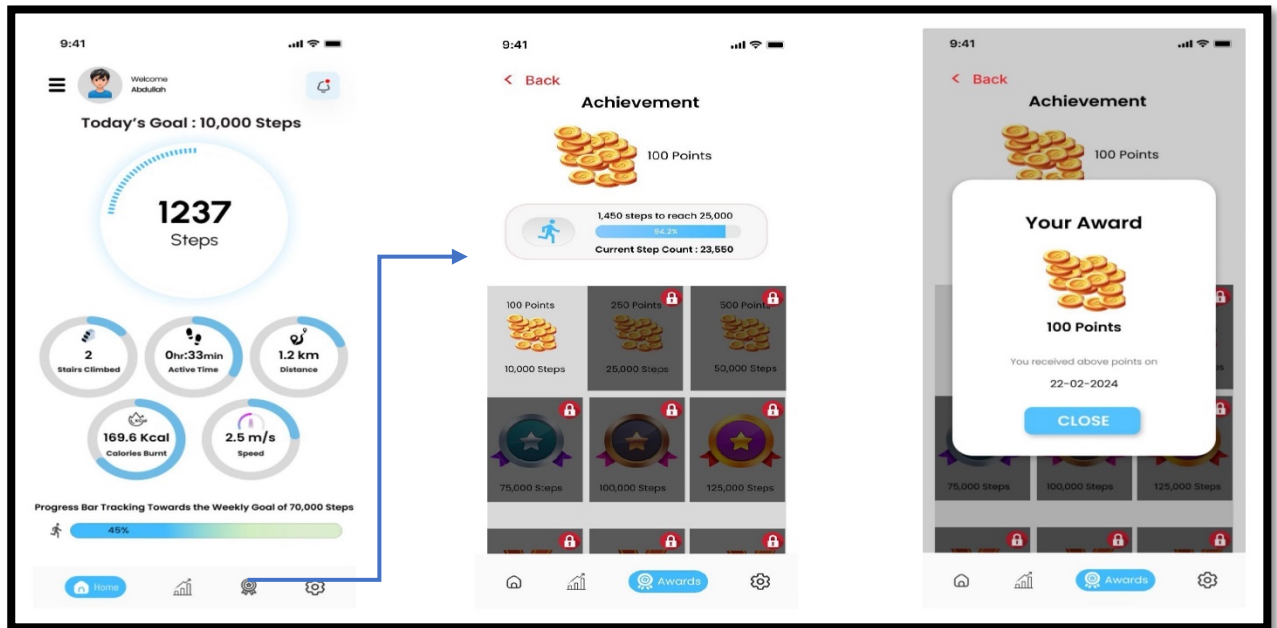 9:41
Welcome
Abdullah
Today's Goal : 10,000 Steps
1237
Steps
2
Stairs Climbed
0hr:33min
Active Time
1.2 km
Distance
169.6 Kcal
Calories Burnt
2.5 m/s
Speed
Progress Bar Tracking Towards the Weekly Goal of 70,000 Steps
45%
Home
9:41
< Back
Achievement
100 Points
1,450 steps to reach 25,000
94.2%
Current Step Count : 23,550
100 Points
250 Points
500 Point
10,000 Steps
25,000 Steps
50,000 Steps
75,000 Steps
100,000 Steps
125,000 Steps
Awards
9:41
< Back
Achievement
100 Points
Your Award
100 Points
You received above points on
22-02-2024
CLOSE
75,000 Steps
100,000 Steps
125,000 Steps
Awards